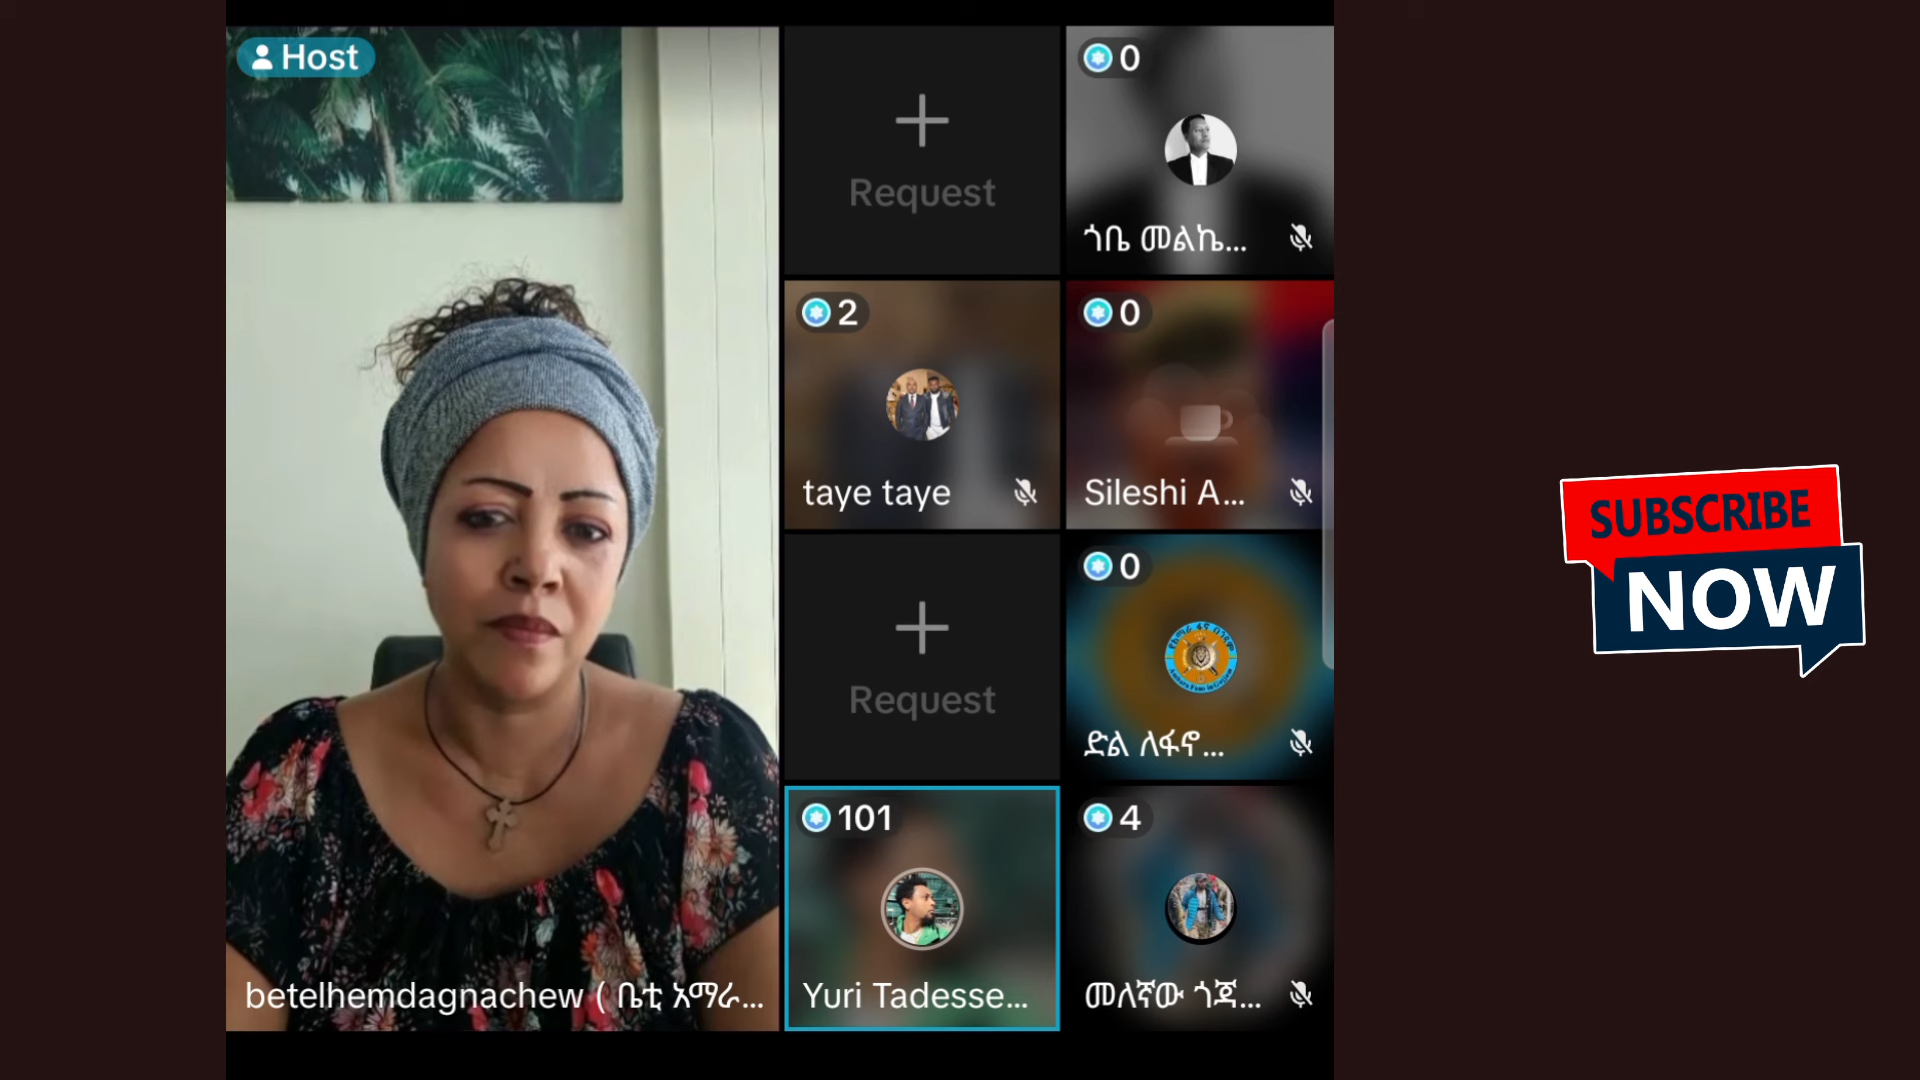 Host
betelhemdagnachew ( ቤቲ አማራ...
Request
0
ጎቤ መልኬ...
2
taye taye
0
Sileshi A...
Request
0
ድል ለፋኖ...
101
Yuri Tadesse...
4
መለኛው ጎጃ...
SUBSCRIBE
NOW